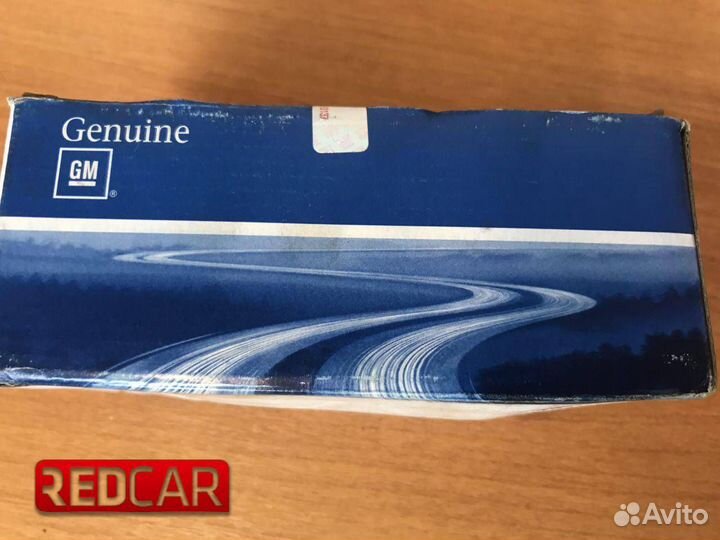 Genuine
GM
®
REDCAR
Avito